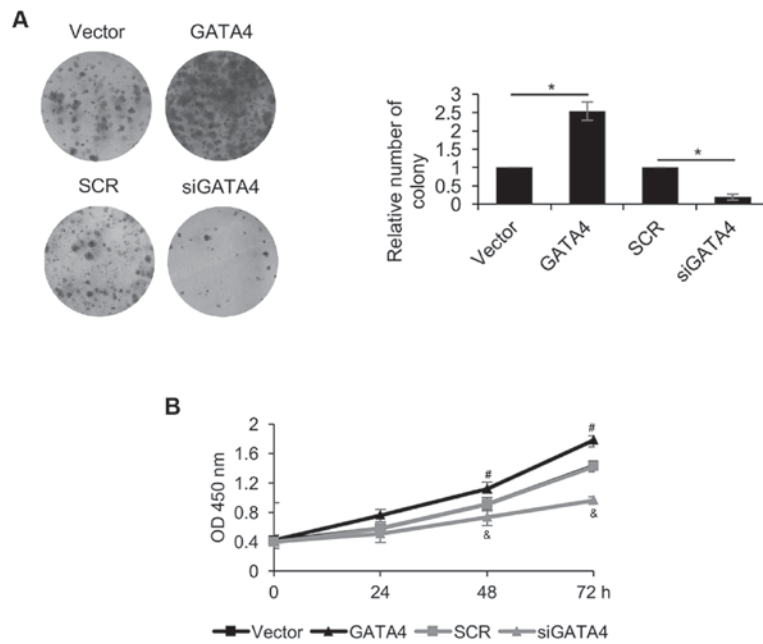 A
Vector
GATA4
SCR
siGATA4
Relative number of
colony
3
2.5
2
1.5
1
0.5
0
*
*
Vector
GATA4
SCR
siGATA4
B
OD 450 nm
2
1.6
1.2
0.8
0.4
0
#
#
&
&
0
24
48
72 h
Vector
GATA4
SCR
siGATA4